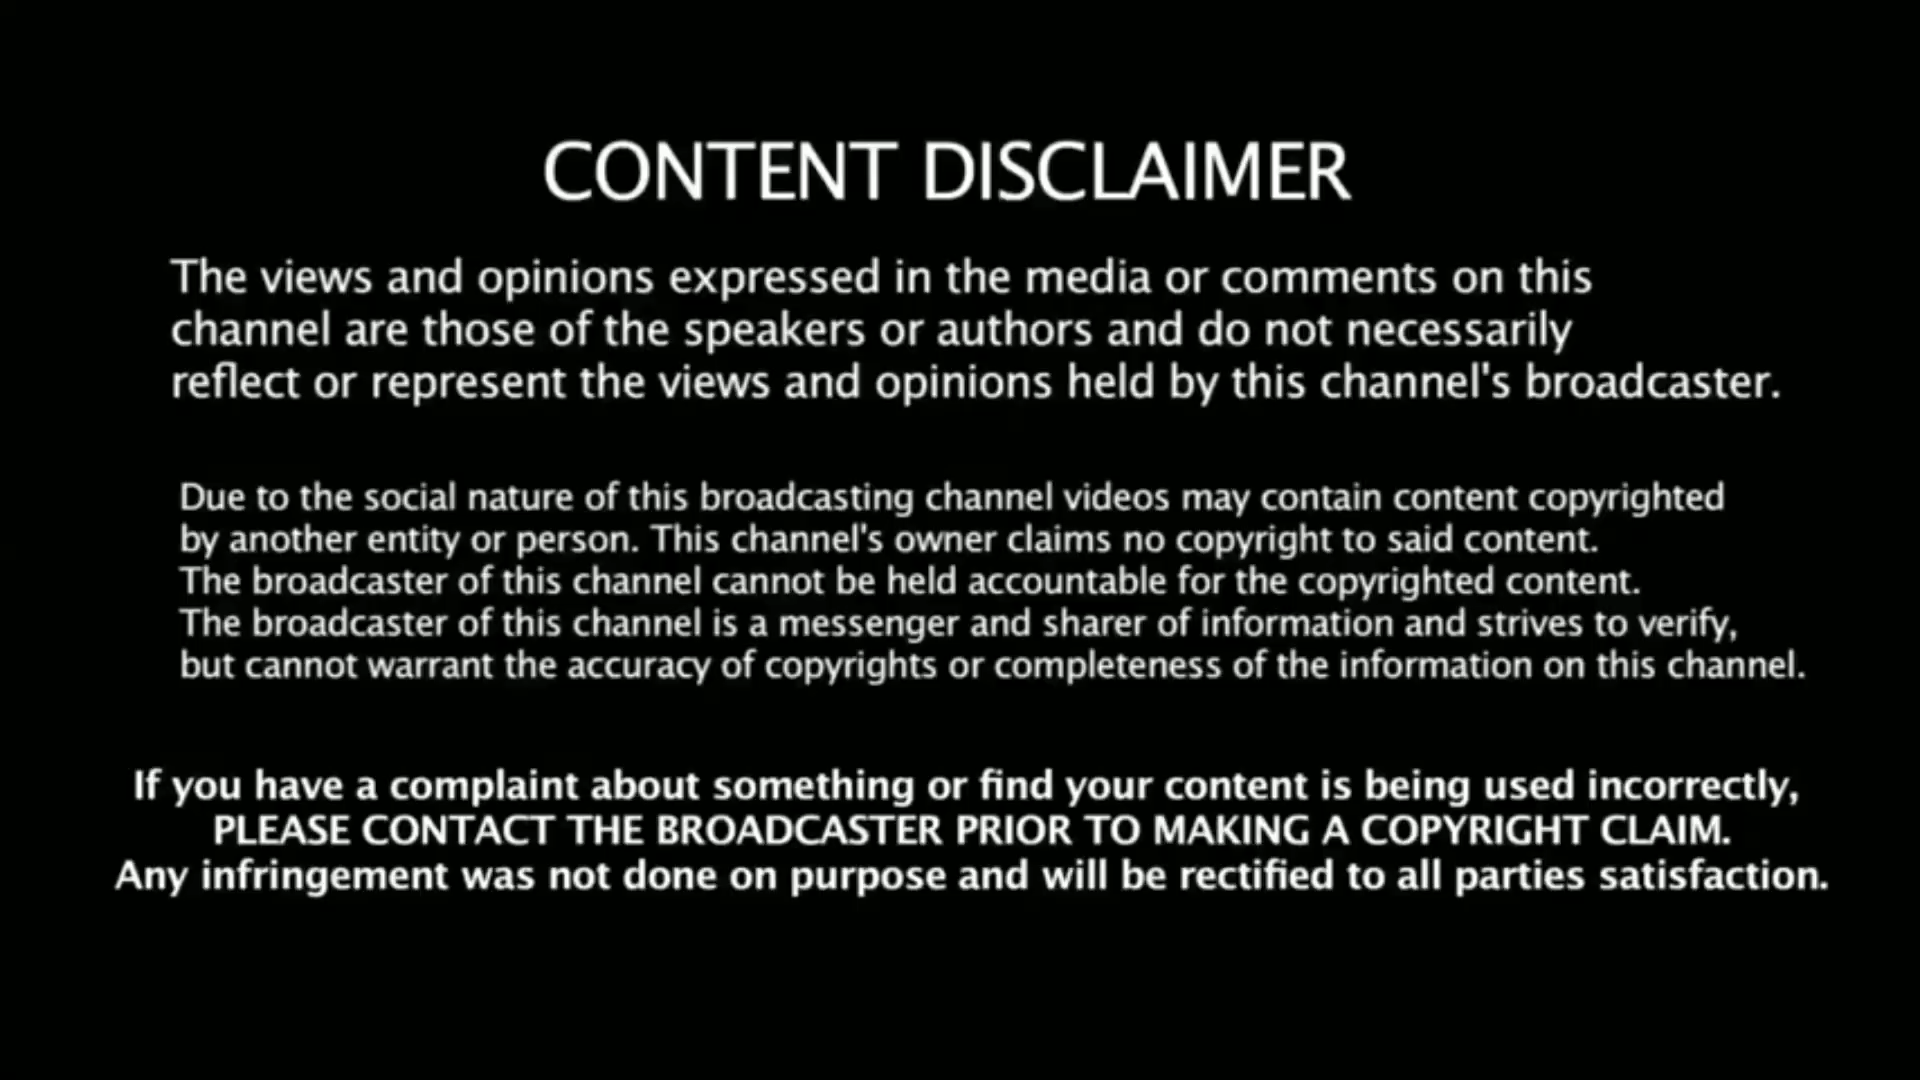 CONTENT DISCLAIMER
The views and opinions expressed in the media or comments on this
channel are those of the speakers or authors and do not necessarily
reflect or represent the views and opinions held by this channel's broadcaster.
Due to the social nature of this broadcasting channel videos may contain content copyrighted
by another entity or person. This channel's owner claims no copyright to said content.
The broadcaster of this channel cannot be held accountable for the copyrighted content.
The broadcaster of this channel is a messenger and sharer of information and strives to verify,
but cannot warrant the accuracy of copyrights or completeness of the information on this channel.
If you have a complaint about something or find your content is being used incorrectly,
PLEASE CONTACT THE BROADCASTER PRIOR TO MAKING A COPYRIGHT CLAIM.
Any infringement was not done on purpose and will be rectified to all parties satisfaction.